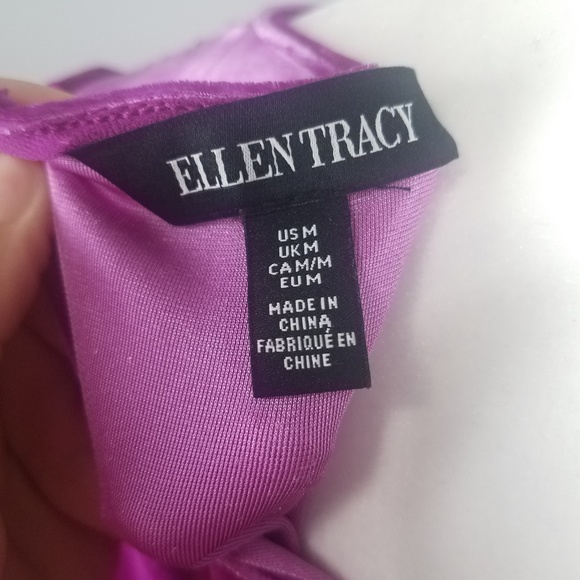 ELLEN TRACY
US M
UK M
CA M/M
EU M
MADE IN
CHINA
FABRIQUÉ EN
CHINE